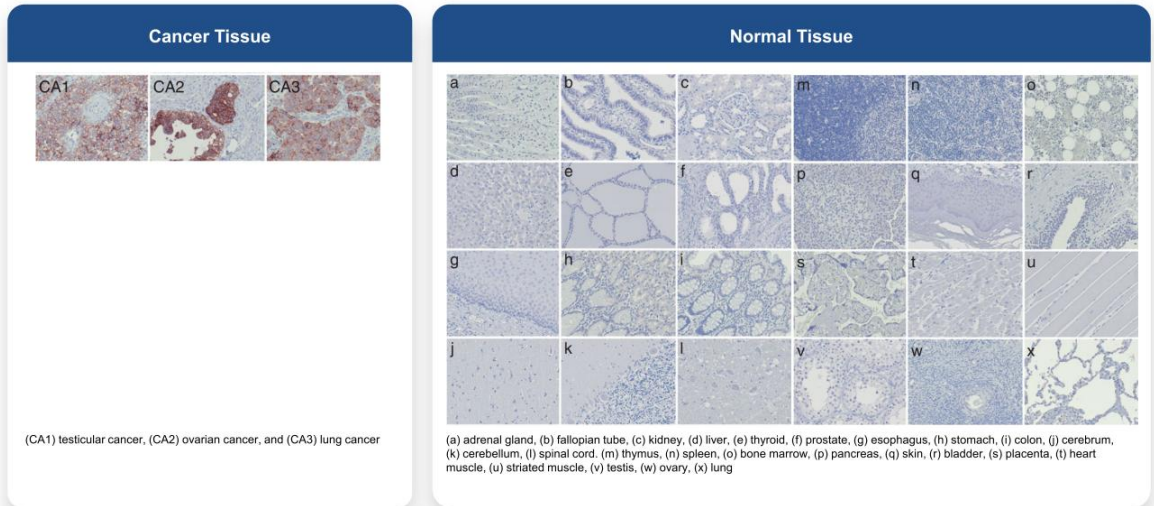 Cancer Tissue
CA1
CA2
CA3
(CA1) testicular cancer, (CA2) ovarian cancer, and (CA3) lung cancer
Normal Tissue
a
b
c
m
n
o
d
e
f
p
q
r
g
h
i
s
t
u
j
k
l
v
w
x
(a) adrenal gland, (b) fallopian tube, (c) kidney, (d) liver, (e) thyroid, (f) prostate, (g) esophagus, (h) stomach, (i) colon, (j) cerebrum,
(k) cerebellum, (l) spinal cord. (m) thymus, (n) spleen, (o) bone marrow, (p) pancreas, (q) skin, (r) bladder, (s) placenta, (t) heart
muscle, (u) striated muscle, (v) testis, (w) ovary, (x) lung